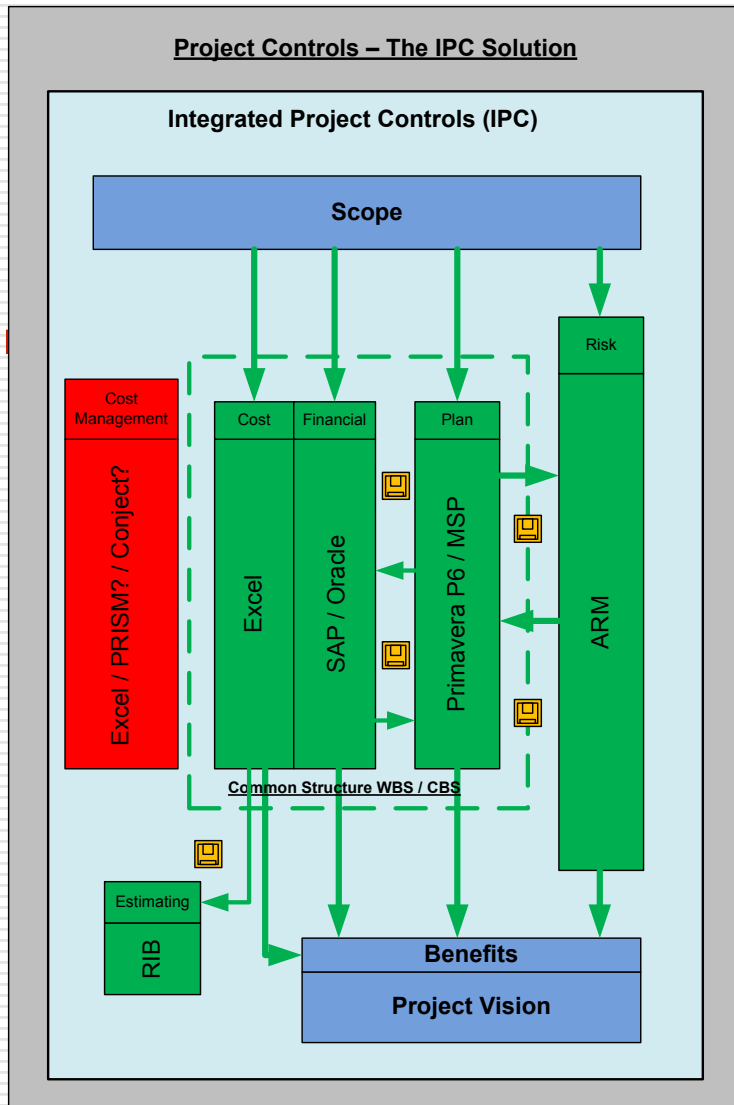 Project Controls – The IPC Solution
Integrated Project Controls (IPC)
Scope
Risk
Cost
Management
Cost
Financial
Plan
Excel / PRISM? / Conject?
Excel
SAP / Oracle
Primavera P6 / MSP
ARM
Common Structure WBS / CBS
Estimating
RIB
Benefits
Project Vision